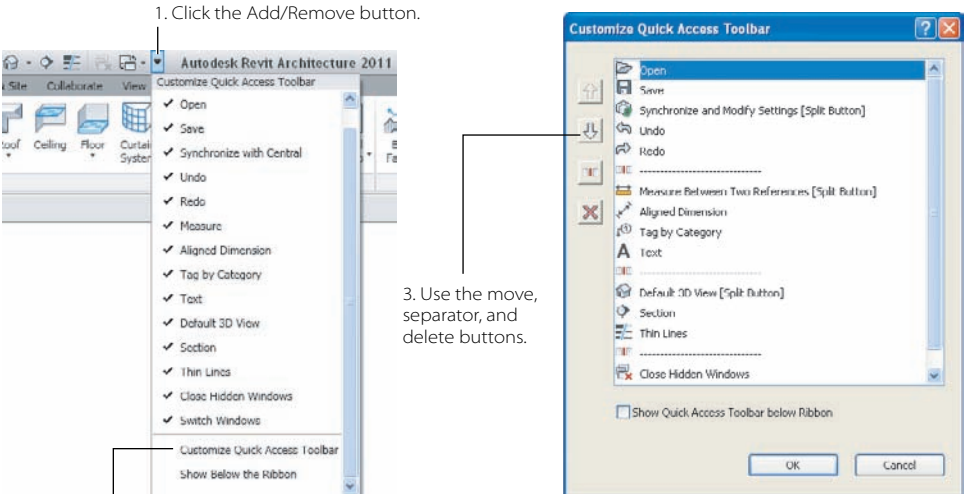 1. Click the Add/Remove button.
Autodesk Revit Architecture 2011
Site Collaborate View
Customize Quick Access Toolbar
Open
Save
Synchronize with Central
Undo
Redo
Measure
Aligned Dimension
Tag by Category
Text
Default 3D View
Section
Thin Lines
Close Hidden Windows
Switch Windows
Customize Quick Access Toolbar
Show Below the Ribbon
oof Ceiling Floor Curtai
System
3. Use the move,
separator, and
delete buttons.
Customize Quick Access Toolbar
Open
Save
Synchronize and Modify Settings [Split Button]
Undo
Redo
-----------------------------
Measure Between Two References [Split Button]
Aligned Dimension
Tag by Category
Text
-----------------------------
Default 3D View [Split Button]
Section
Thin Lines
-----------------------------
Close Hidden Windows
Show Quick Access Toolbar below Ribbon
OK Cancel